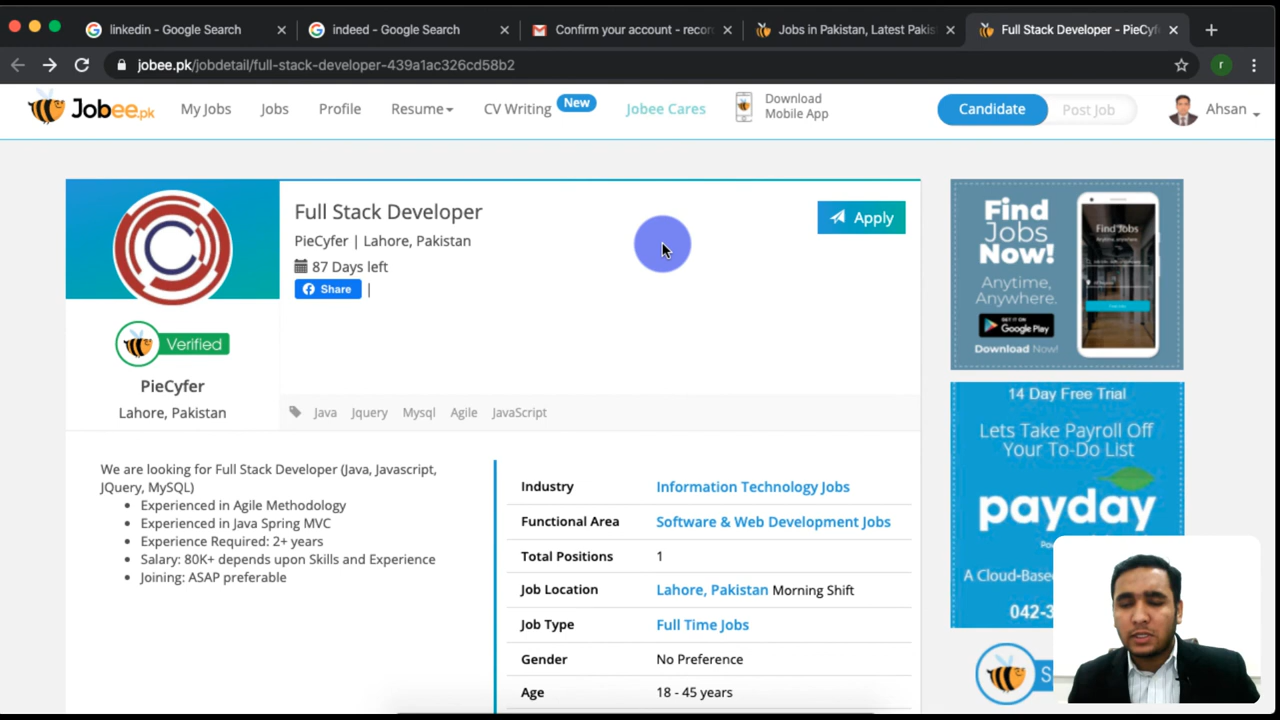 linkedin - Google Search
indeed - Google Search
Confirm your account - recor
Jobs in Pakistan, Latest Pakis
Full Stack Developer - PieCyf
jobee.pk/jobdetail/full-stack-developer-439a1ac326cd58b2
r
Jobee.pk
My Jobs
Jobs
Profile
Resume
CV Writing
New
Jobee Cares
Download
Mobile App
Candidate
Post Job
Ahsan
Full Stack Developer
PieCyfer | Lahore, Pakistan
87 Days left
Share |
Apply
Verified
PieCyfer
Lahore, Pakistan
Java Jquery Mysql Agile JavaScript
We are looking for Full Stack Developer (Java, Javascript,
JQuery, MySQL)
• Experienced in Agile Methodology
• Experienced in Java Spring MVC
• Experience Required: 2+ years
• Salary: 80K+ depends upon Skills and Experience
• Joining: ASAP preferable
Industry Information Technology Jobs
Functional Area Software & Web Development Jobs
Total Positions 1
Job Location Lahore, Pakistan Morning Shift
Job Type Full Time Jobs
Gender No Preference
Age 18 - 45 years
Find
Jobs
Now!
Anytime,
Anywhere.
GET IT ON
Google Play
Download Now!
Find Jobs
14 Day Free Trial
Lets Take Payroll Off
Your To-Do List
payday
A Cloud-Base
042-3
S